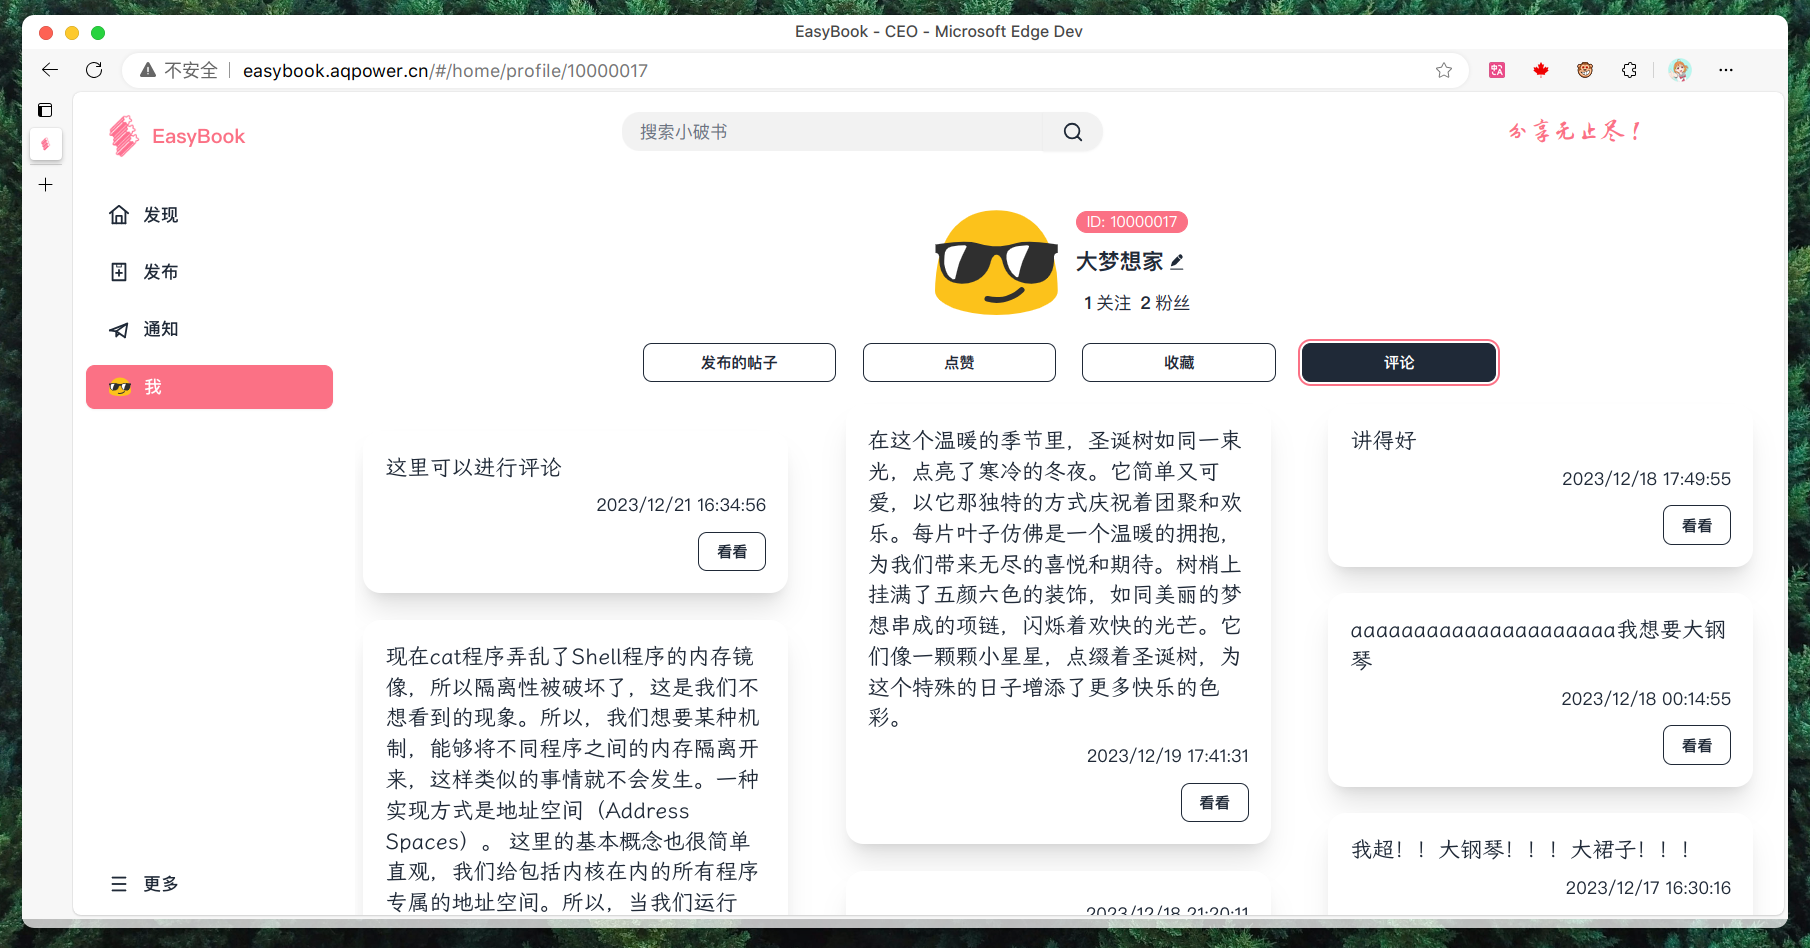 EasyBook - CEO - Microsoft Edge Dev
不安全
easybook.aqpower.cn/#/home/profile/10000017
EasyBook
搜索小破书
分享无止尽！
发现
发布
通知
我
更多
ID: 10000017
大梦想家
1 关注 2 粉丝
发布的帖子
点赞
收藏
评论
这里可以进行评论
2023/12/21 16:34:56
看看
现在cat程序弄乱了Shell程序的内存镜
像，所以隔离性被破坏了，这是我们不
想看到的现象。所以，我们想要某种机
制，能够将不同程序之间的内存隔离开
来，这样类似的事情就不会发生。一种
实现方式是地址空间（Address
Spaces）。 这里的基本概念也很简单
直观，我们给包括内核在内的所有程序
专属的地址空间。所以，当我们运行
在这个温暖的季节里，圣诞树如同一束
光，点亮了寒冷的冬夜。它简单又可
爱，以它那独特的方式庆祝着团聚和欢
乐。每片叶子仿佛是一个温暖的拥抱，
为我们带来无尽的喜悦和期待。树梢上
挂满了五颜六色的装饰，如同美丽的梦
想串成的项链，闪烁着欢快的光芒。它
们像一颗颗小星星，点缀着圣诞树，为
这个特殊的日子增添了更多快乐的色
彩。
2023/12/19 17:41:31
看看
2023/12/18 21:20:11
讲得好
2023/12/18 17:49:55
看看
aaaaaaaaaaaaaaaaaaaaa我想要大钢
琴
2023/12/18 00:14:55
看看
我超！！大钢琴！！！大裙子！！！
2023/12/17 16:30:16